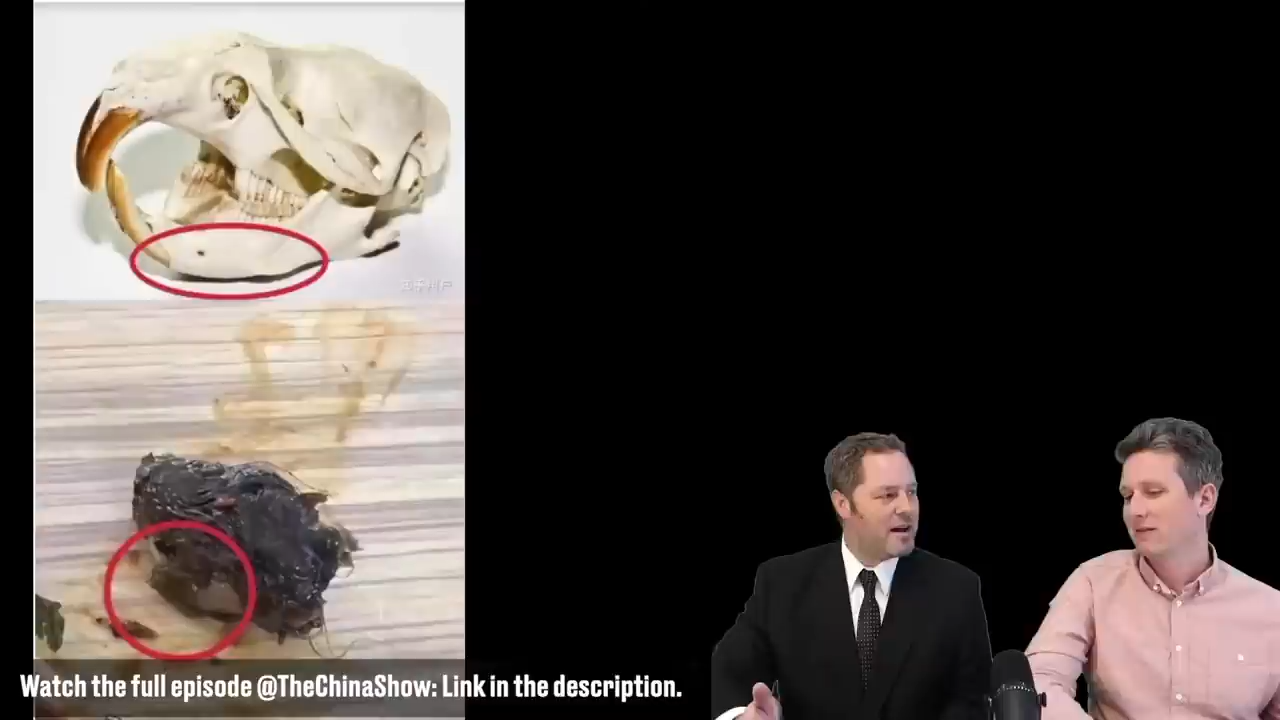 Watch the full episode @TheChinaShow: Link in the description.